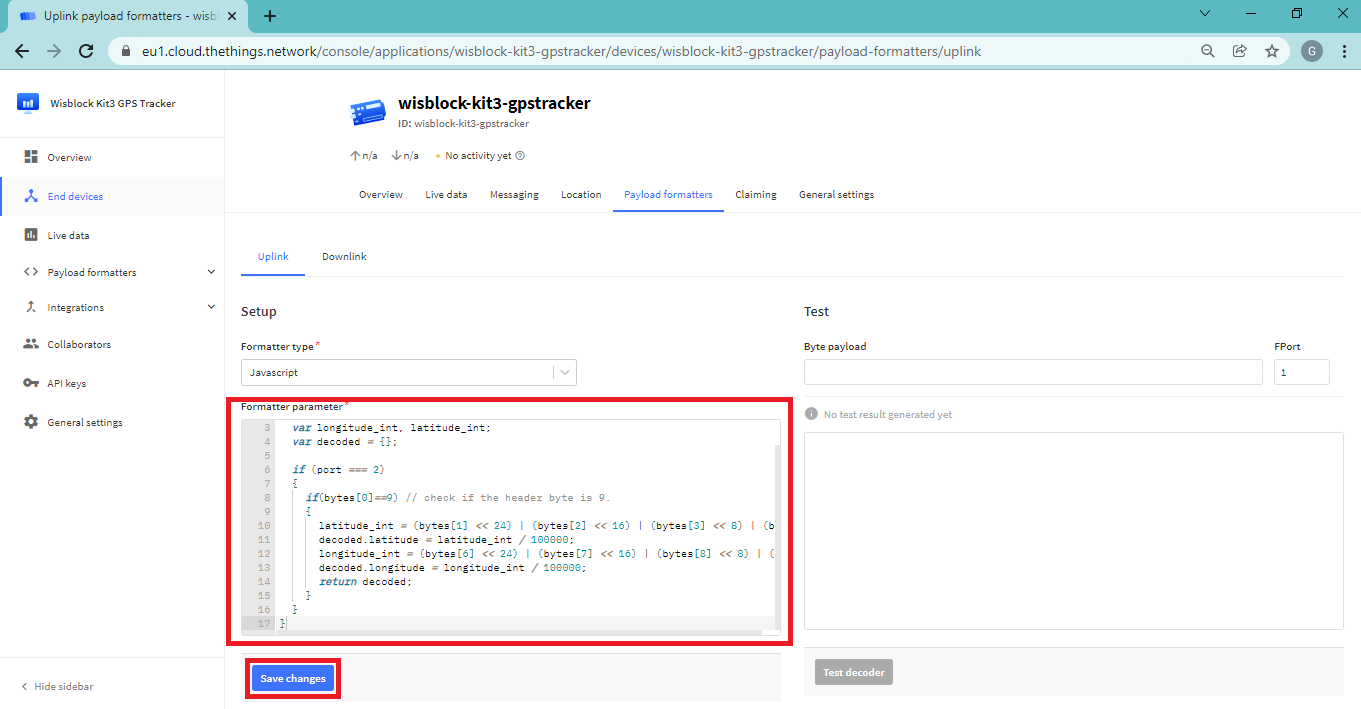 Uplink payload formatters - wisb
eu1.cloud.thethings.network/console/applications/wisblock-kit3-gpstracker/devices/wisblock-kit3-gpstracker/payload-formatters/uplink
G
Wisblock Kit3 GPS Tracker
Overview
End devices
Live data
Payload formatters
Integrations
Collaborators
API keys
General settings
Hide sidebar
wisblock-kit3-gpstracker
ID: wisblock-kit3-gpstracker
n/a n/a No activity yet
Overview Live data Messaging Location Payload formatters Claiming General settings
Uplink Downlink
Setup
Formatter type *
Javascript
Formatter parameter *
3 var longitude_int, latitude_int;
4 var decoded = {};
5
6 if (port === 2)
7 {
8 if(bytes[0]==9) // check if the header byte is 9.
9 {
10 latitude_int = (bytes[1] << 24) | (bytes[2] << 16) | (bytes[3] << 8) | (b
11 decoded.latitude = latitude_int / 100000;
12 longitude_int = (bytes[6] << 24) | (bytes[7] << 16) | (bytes[8] << 8) | (
13 decoded.longitude = longitude_int / 100000;
14 return decoded;
15 }
16 }
17 }
Save changes
Test
Byte payload FPort
1
No test result generated yet
Test decoder